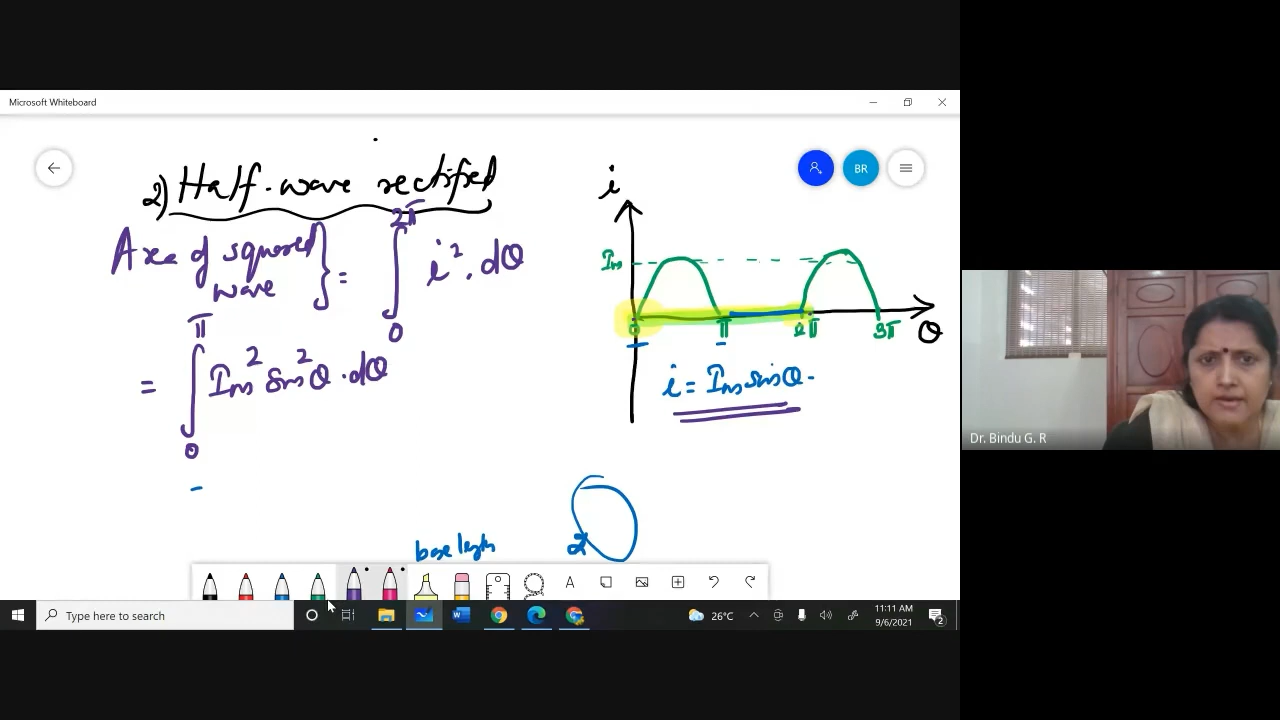 Microsoft Whiteboard
BR
2) Half-wave rectified
Area of squared wave } = ∫₀^2π i² . dθ
= ∫₀^π Im² sin²θ . dθ
i
Im
0 π 2π 3π θ
i = Im sinθ.
base length
2
A
Type here to search
26°C
11:11 AM
9/6/2021
2
Dr. Bindu G. R